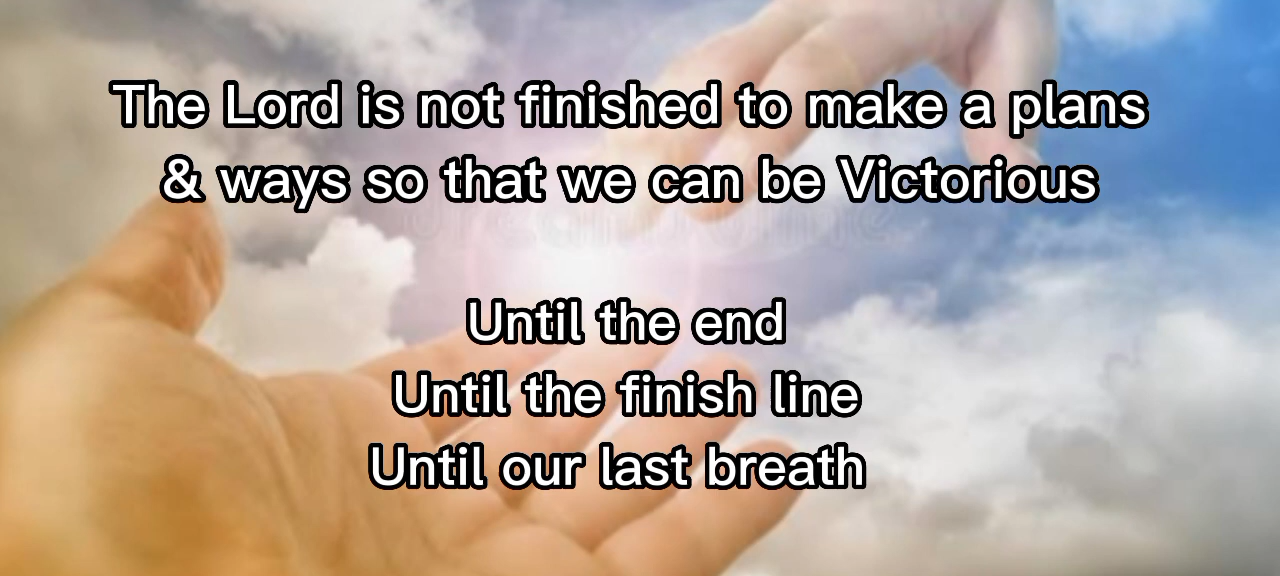 The Lord is not finished to make a plans
& ways so that we can be Victorious
Until the end
Until the finish line
Until our last breath